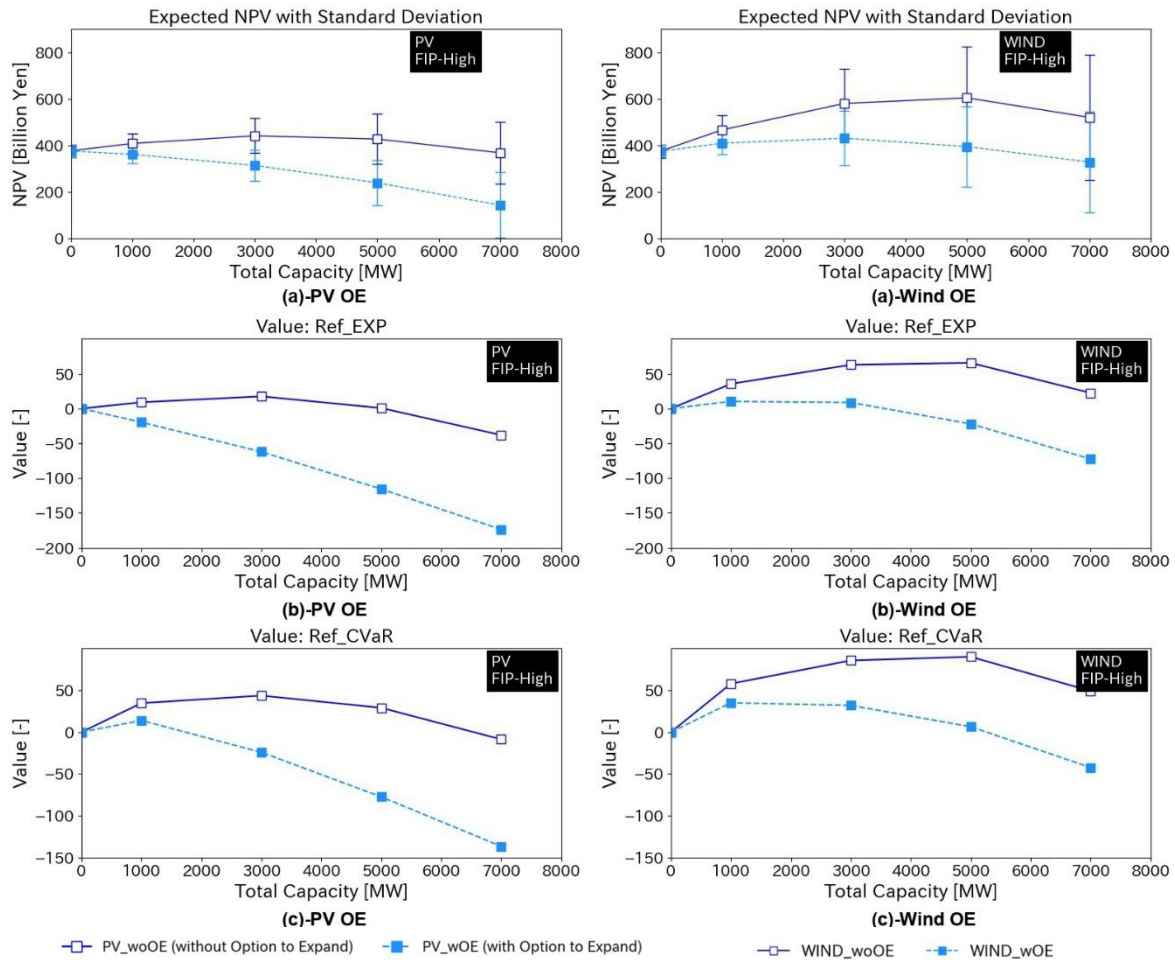 Expected NPV with Standard Deviation
PV
FIP-High
800
600
400
200
0
NPV [Billion Yen]
0 1000 2000 3000 4000 5000 6000 7000 8000
Total Capacity [MW]
(a)-PV OE
Expected NPV with Standard Deviation
WIND
FIP-High
800
600
400
200
0
NPV [Billion Yen]
0 1000 2000 3000 4000 5000 6000 7000 8000
Total Capacity [MW]
(a)-Wind OE
Value: Ref_EXP
PV
FIP-High
50
0
−50
−100
−150
−200
Value [-]
0 1000 2000 3000 4000 5000 6000 7000 8000
Total Capacity [MW]
(b)-PV OE
Value: Ref_EXP
WIND
FIP-High
50
0
−50
−100
−150
−200
Value [-]
0 1000 2000 3000 4000 5000 6000 7000 8000
Total Capacity [MW]
(b)-Wind OE
Value: Ref_CVaR
PV
FIP-High
50
0
−50
−100
−150
Value [-]
0 1000 2000 3000 4000 5000 6000 7000 8000
Total Capacity [MW]
(c)-PV OE
Value: Ref_CVaR
WIND
FIP-High
50
0
−50
−100
−150
Value [-]
0 1000 2000 3000 4000 5000 6000 7000 8000
Total Capacity [MW]
(c)-Wind OE
PV_woOE (without Option to Expand) PV_wOE (with Option to Expand) WIND_woOE WIND_wOE